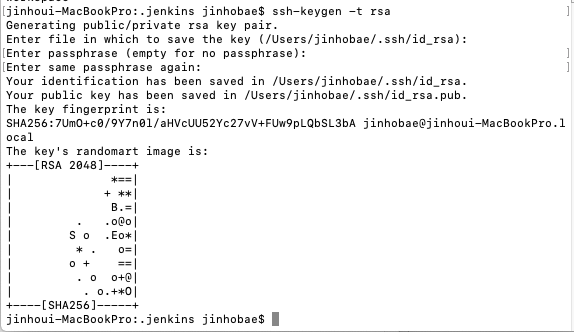 [jinhoui-MacBookPro:.jenkins jinhobae$ ssh-keygen -t rsa ]
Generating public/private rsa key pair.
Enter file in which to save the key (/Users/jinhobae/.ssh/id_rsa):
[Enter passphrase (empty for no passphrase): ]
[Enter same passphrase again: ]
Your identification has been saved in /Users/jinhobae/.ssh/id_rsa.
Your public key has been saved in /Users/jinhobae/.ssh/id_rsa.pub.
The key fingerprint is:
SHA256:7UmO+c0/9Y7n0l/aHVcUU52Yc27vV+FUw9pLQbSL3bA jinhobae@jinhoui-MacBookPro.l
ocal
The key's randomart image is:
+---[RSA 2048]----+
|             *==|
|            + **|
|             B.=|
|        .   .o@o|
|       S o  .Eo*|
|        * .   o=|
|       o +    ==|
|        . o  o+@|
|         . o.+*O|
+----[SHA256]-----+
jinhoui-MacBookPro:.jenkins jinhobae$